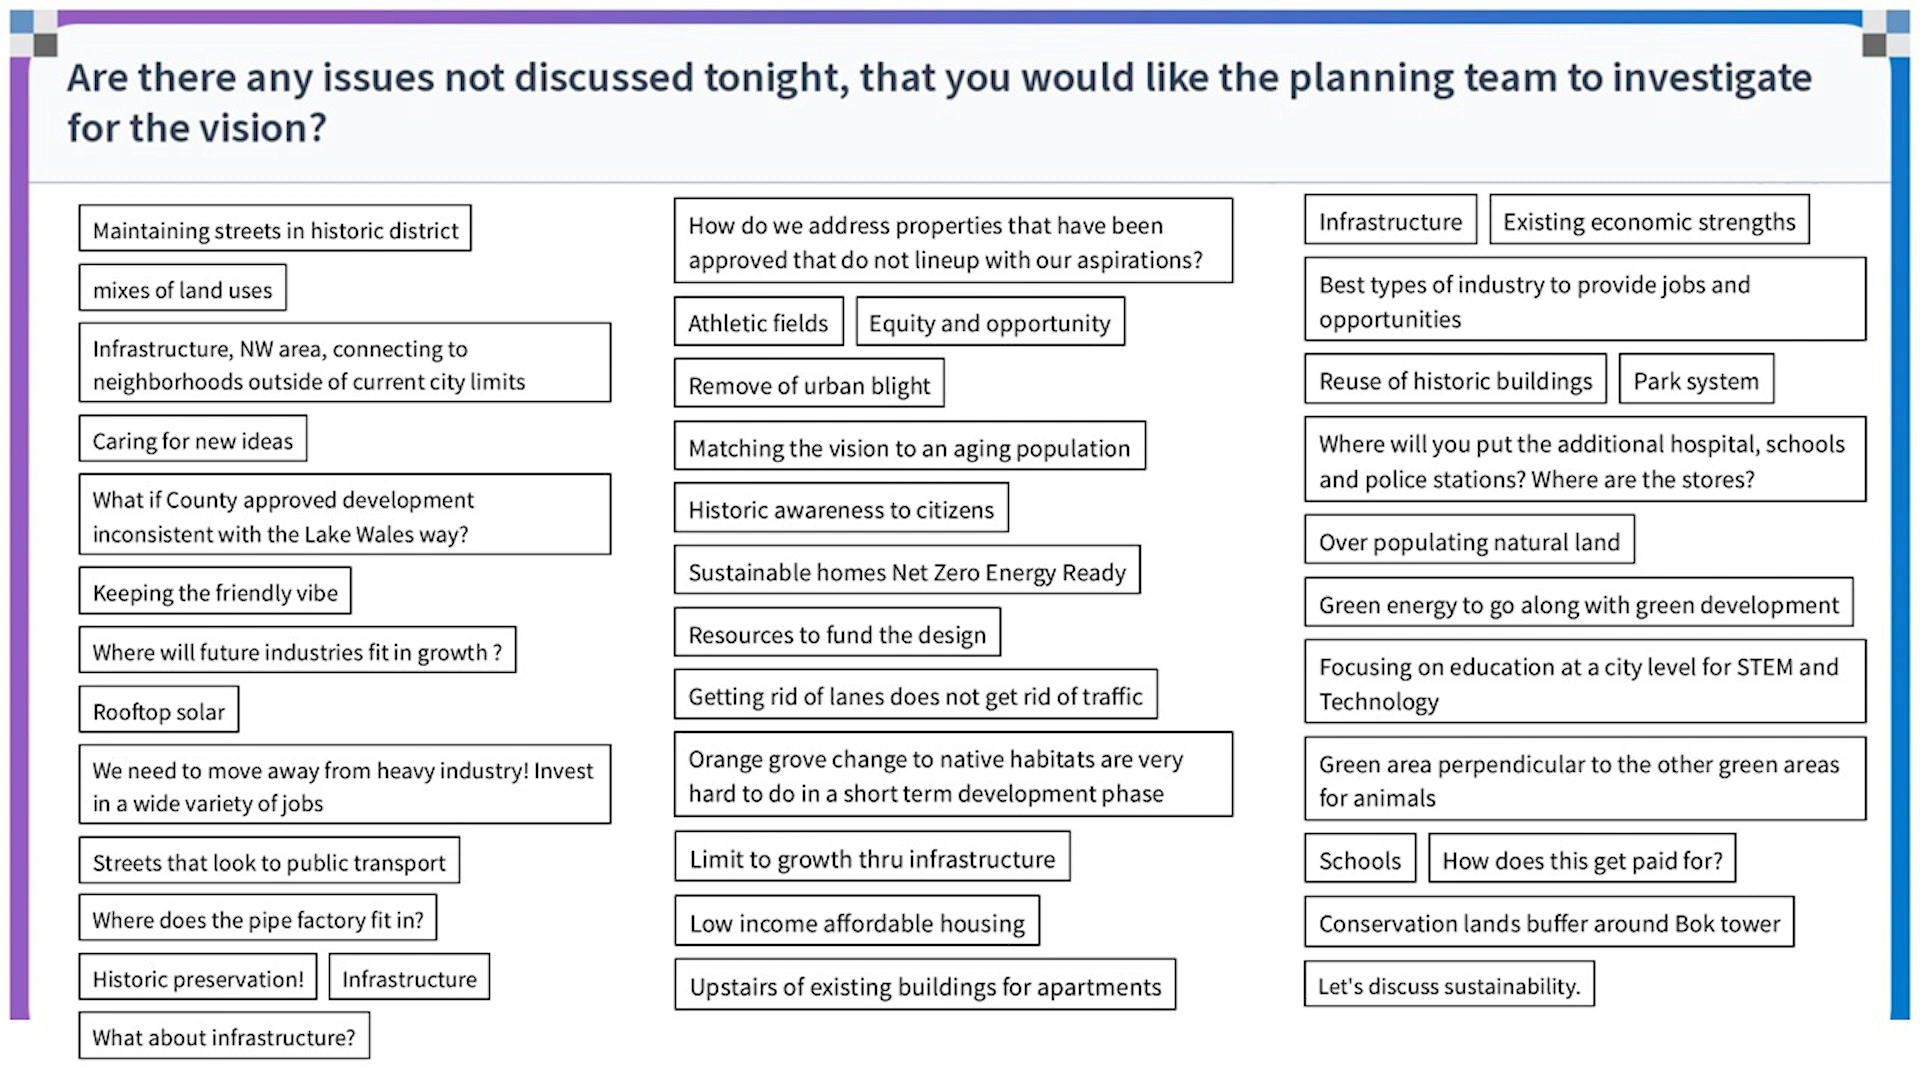 Are there any issues not discussed tonight, that you would like the planning team to investigate
for the vision?
Maintaining streets in historic district
mixes of land uses
Infrastructure, NW area, connecting to
neighborhoods outside of current city limits
Caring for new ideas
What if County approved development
inconsistent with the Lake Wales way?
Keeping the friendly vibe
Where will future industries fit in growth ?
Rooftop solar
We need to move away from heavy industry! Invest
in a wide variety of jobs
Streets that look to public transport
Where does the pipe factory fit in?
Historic preservation!
Infrastructure
What about infrastructure?
How do we address properties that have been
approved that do not lineup with our aspirations?
Athletic fields
Equity and opportunity
Remove of urban blight
Matching the vision to an aging population
Historic awareness to citizens
Sustainable homes Net Zero Energy Ready
Resources to fund the design
Getting rid of lanes does not get rid of traffic
Orange grove change to native habitats are very
hard to do in a short term development phase
Limit to growth thru infrastructure
Low income affordable housing
Upstairs of existing buildings for apartments
Infrastructure
Existing economic strengths
Best types of industry to provide jobs and
opportunities
Reuse of historic buildings
Park system
Where will you put the additional hospital, schools
and police stations? Where are the stores?
Over populating natural land
Green energy to go along with green development
Focusing on education at a city level for STEM and
Technology
Green area perpendicular to the other green areas
for animals
Schools
How does this get paid for?
Conservation lands buffer around Bok tower
Let's discuss sustainability.